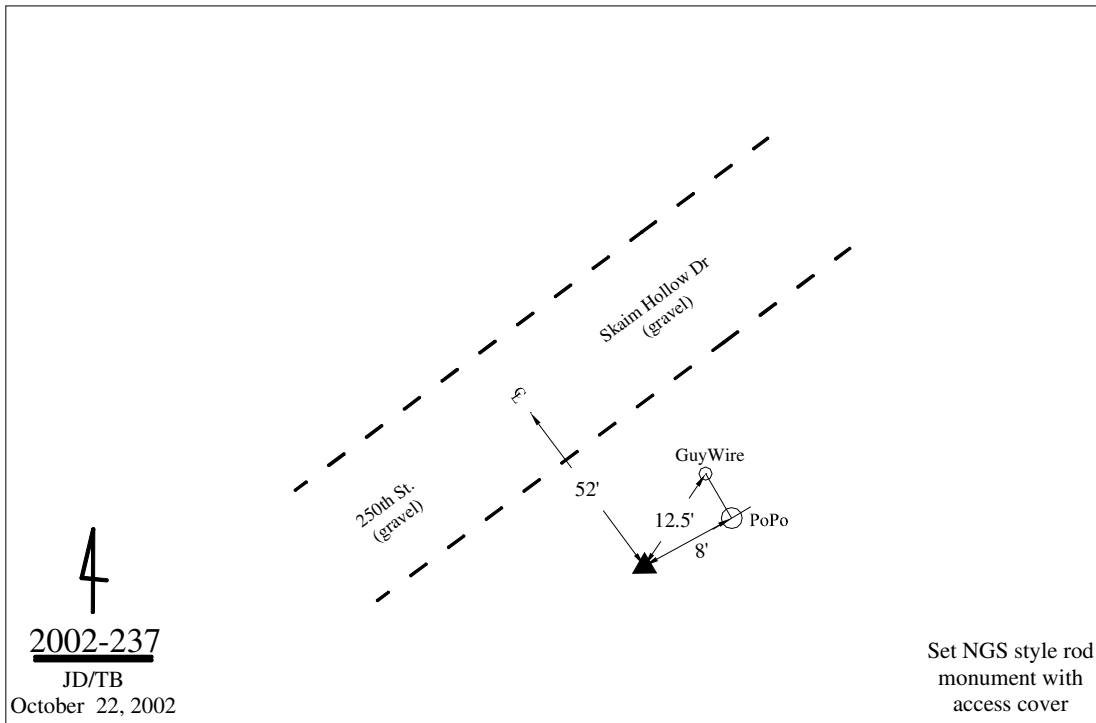 Skaim Hollow Dr
(gravel)
℄
GuyWire
250th St.
(gravel)
52'
12.5'
PoPo
8'
2002-237
JD/TB
October 22, 2002
Set NGS style rod
monument with
access cover